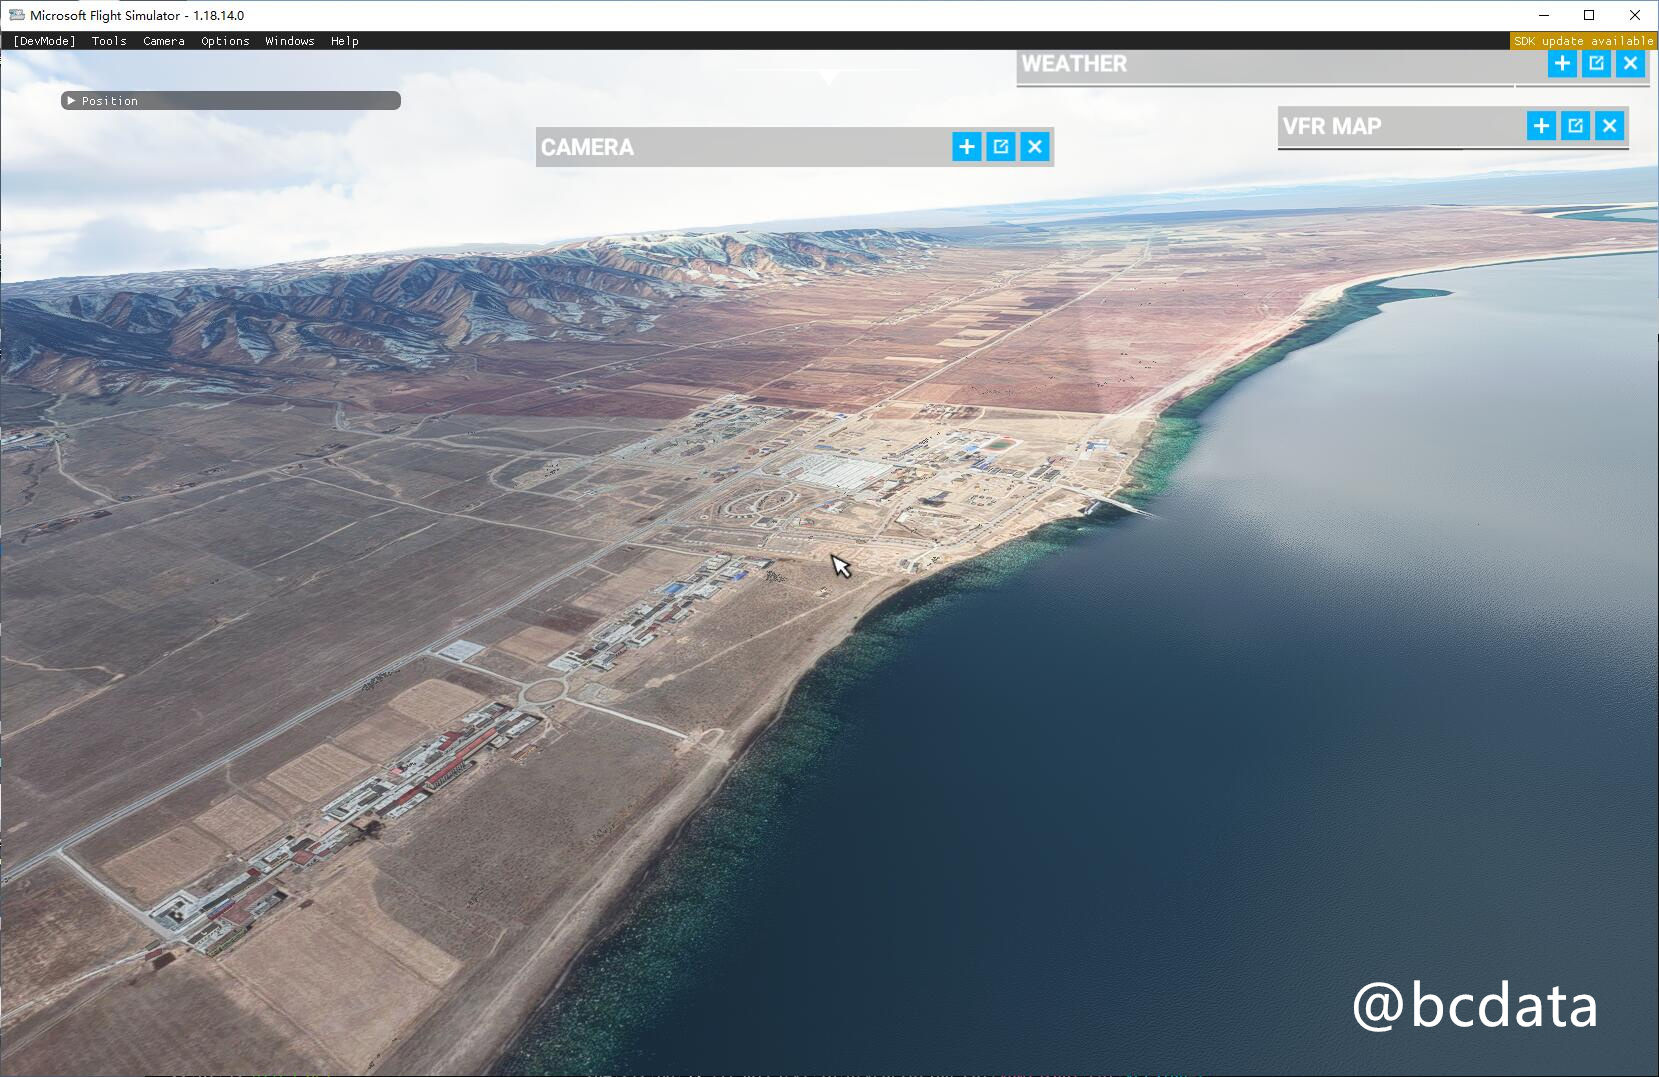 Microsoft Flight Simulator - 1.18.14.0
[DevMode] Tools Camera Options Windows Help
SDK update available
WEATHER
Position
VFR MAP
CAMERA
@bcdata